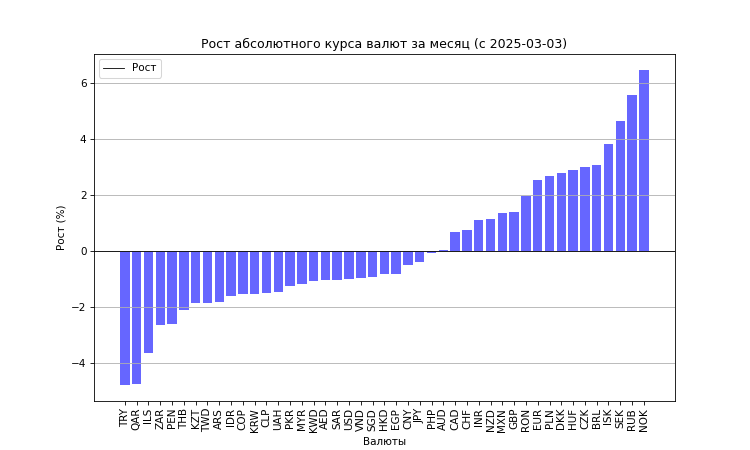 Рост абсолютного курса валют за месяц (с 2025-03-03)
Рост
6
4
2
0
−2
−4
Рост (%)
TRY QAR ILS ZAR PEN THB KZT TWD ARS IDR COP KRW CLP UAH PKR MYR KWD AED SAR USD VND SGD HKD EGP CNY JPY PHP AUD CAD CHF INR NZD MXN GBP RON EUR PLN DKK HUF CZK BRL ISK SEK RUB NOK
Валюты